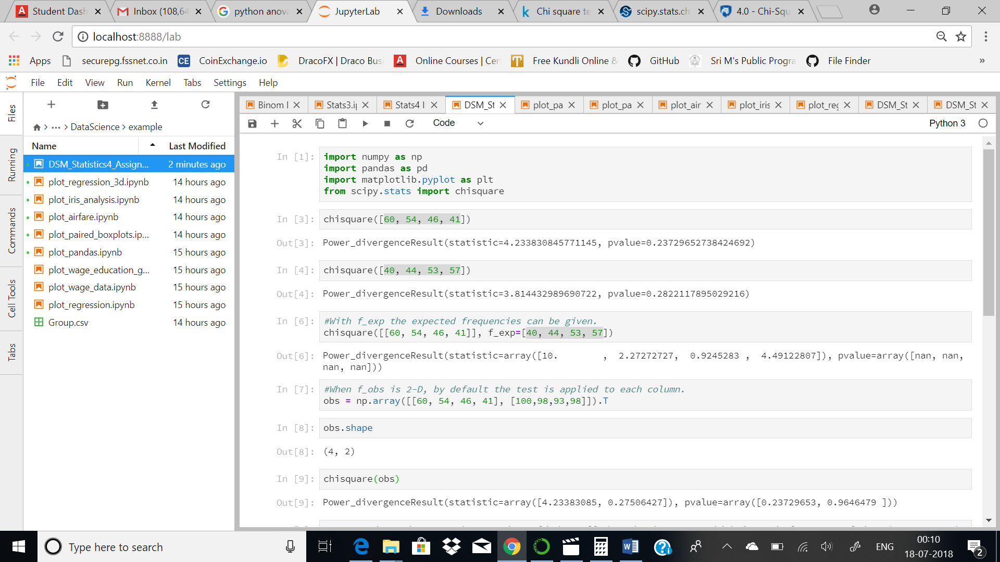 Student Dash
Inbox (108,64
python anova
JupyterLab
Downloads
Chi square te
scipy.stats.ch
4.0 - Chi-Squ
localhost:8888/lab
Apps securepg.fssnet.co.in CE CoinExchange.io DracoFX | Draco Busi Online Courses | Cert Free Kundli Online & GitHub Sri M's Public Progra File Finder »
File Edit View Run Kernel Tabs Settings Help
Files
Running
Commands
Cell Tools
Tabs
DataScience > example
Name Last Modified
DSM_Statistics4_Assign... 2 minutes ago
plot_regression_3d.ipynb 14 hours ago
plot_iris_analysis.ipynb 14 hours ago
plot_airfare.ipynb 14 hours ago
plot_paired_boxplots.ip... 14 hours ago
plot_pandas.ipynb 15 hours ago
plot_wage_education_g... 15 hours ago
plot_wage_data.ipynb 15 hours ago
plot_regression.ipynb 15 hours ago
Group.csv 14 hours ago
Binom Stats3.ip Stats4 DSM_St plot_pa plot_pa plot_air plot_iris plot_reg DSM_St DSM_St
Code Python 3
In [1]: import numpy as np
import pandas as pd
import matplotlib.pyplot as plt
from scipy.stats import chisquare
In [3]: chisquare([60, 54, 46, 41])
Out[3]: Power_divergenceResult(statistic=4.233830845771145, pvalue=0.23729652738424692)
In [4]: chisquare([40, 44, 53, 57])
Out[4]: Power_divergenceResult(statistic=3.814432989690722, pvalue=0.2822117895029216)
In [6]: #With f_exp the expected frequencies can be given.
chisquare([[60, 54, 46, 41]], f_exp=[40, 44, 53, 57])
Out[6]: Power_divergenceResult(statistic=array([10. , 2.27272727, 0.9245283 , 4.49122807]), pvalue=array([nan, nan,
nan, nan]))
In [7]: #When f_obs is 2-D, by default the test is applied to each column.
obs = np.array([[60, 54, 46, 41], [100,98,93,98]]).T
In [8]: obs.shape
Out[8]: (4, 2)
In [9]: chisquare(obs)
Out[9]: Power_divergenceResult(statistic=array([4.23383085, 0.27506427]), pvalue=array([0.23729653, 0.9646479 ]))
Type here to search
ENG
00:10
18-07-2018
2